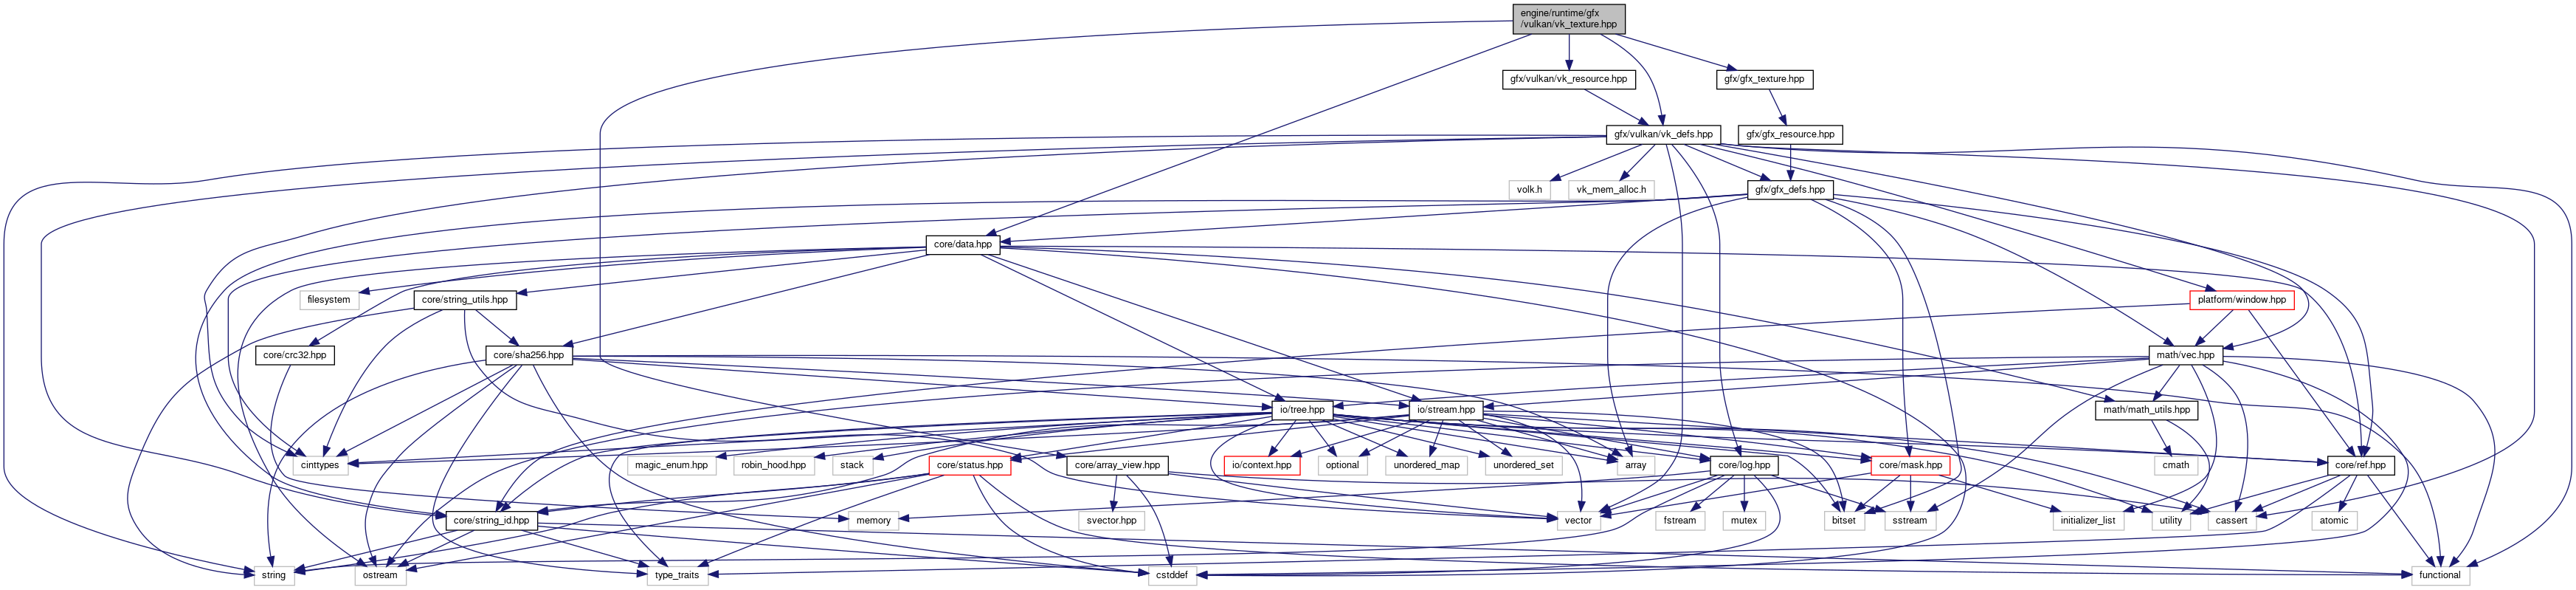 engine/runtime/gfx
/vulkan/vk_texture.hpp
gfx/vulkan/vk_resource.hpp
gfx/gfx_texture.hpp
gfx/vulkan/vk_defs.hpp
gfx/gfx_resource.hpp
volk.h
vk_mem_alloc.h
gfx/gfx_defs.hpp
core/data.hpp
filesystem
core/string_utils.hpp
platform/window.hpp
core/crc32.hpp
core/sha256.hpp
math/vec.hpp
io/tree.hpp
io/stream.hpp
math/math_utils.hpp
cinttypes
magic_enum.hpp
robin_hood.hpp
stack
core/status.hpp
core/array_view.hpp
io/context.hpp
optional
unordered_map
unordered_set
array
core/log.hpp
core/mask.hpp
cmath
core/ref.hpp
core/string_id.hpp
memory
svector.hpp
vector
fstream
mutex
bitset
sstream
initializer_list
utility
cassert
atomic
string
ostream
type_traits
cstddef
functional